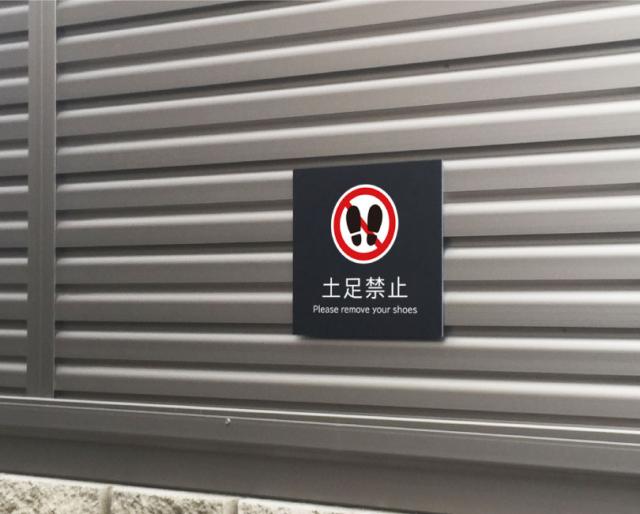 土足禁止
Please remove your shoes